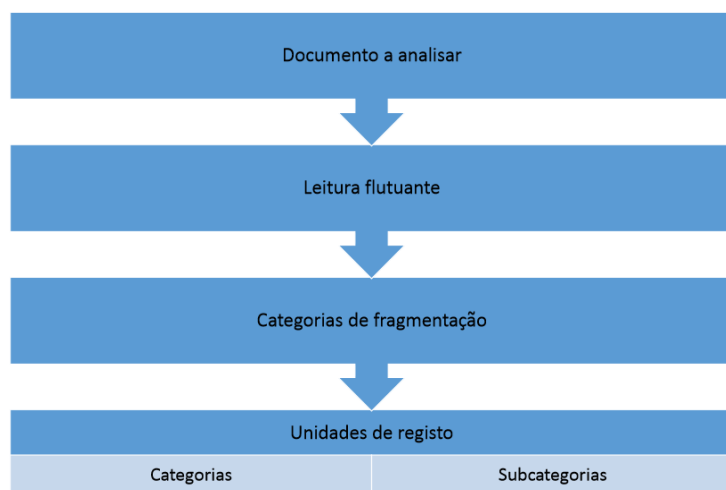 Documento a analisar
Leitura flutuante
Categorias de fragmentação
Unidades de registo
Categorias
Subcategorias